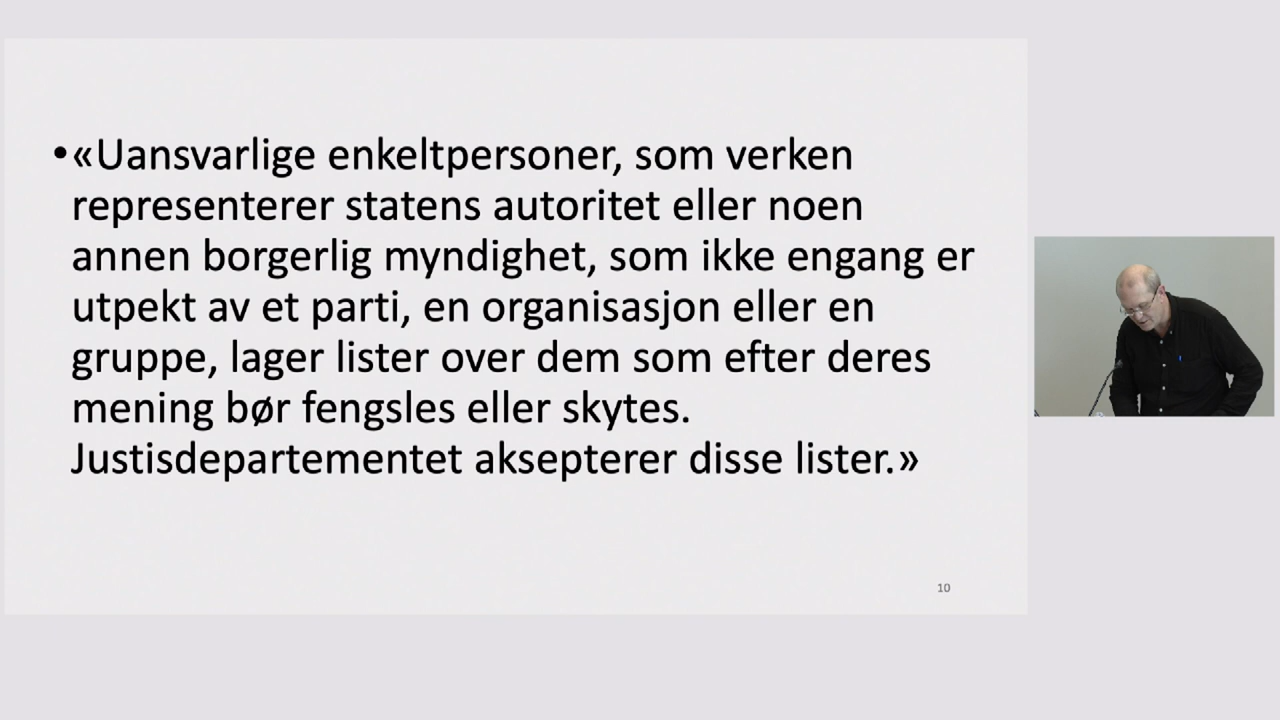 •«Uansvarlige enkeltpersoner, som verken
representerer statens autoritet eller noen
annen borgerlig myndighet, som ikke engang er
utpekt av et parti, en organisasjon eller en
gruppe, lager lister over dem som efter deres
mening bør fengsles eller skytes.
Justisdepartementet aksepterer disse lister.»
10